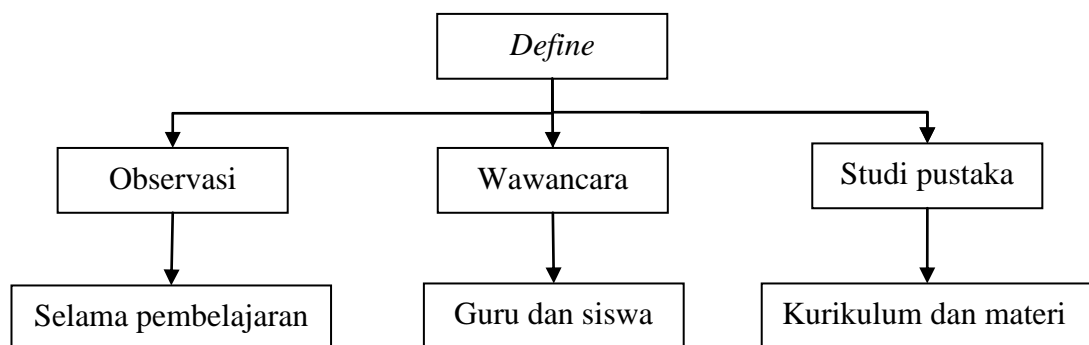 Define
Observasi
Wawancara
Studi pustaka
Selama pembelajaran
Guru dan siswa
Kurikulum dan materi